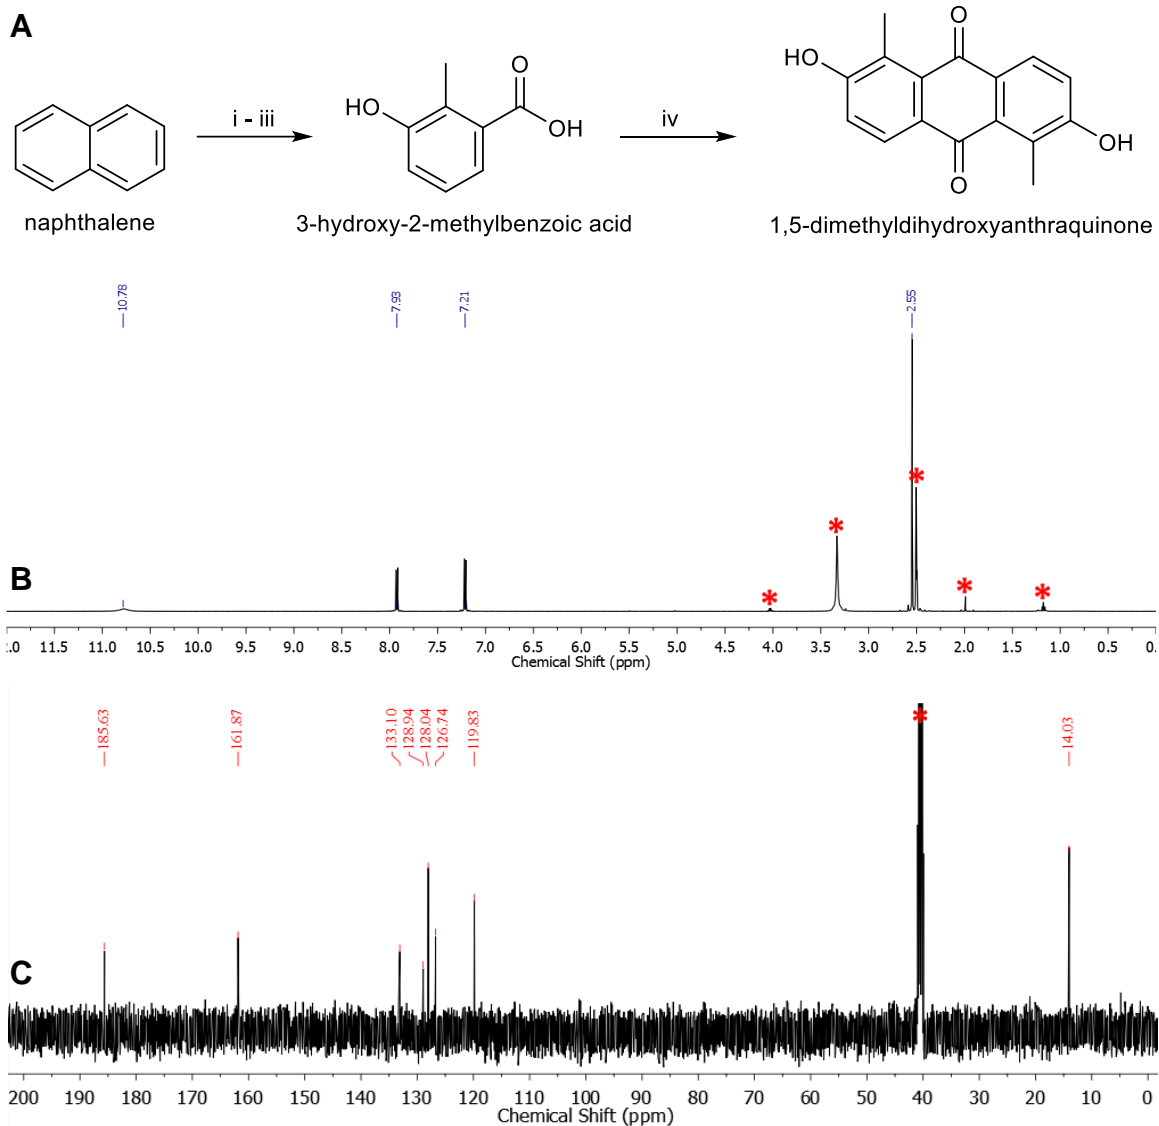 A
naphthalene
i - iii
HO
O
OH
3-hydroxy-2-methylbenzoic acid
iv
HO
O
O
OH
1,5-dimethyldihydroxyanthraquinone
10.78
7.93
7.21
2.55
*
*
*
*
*
B
.0 11.5 11.0 10.5 10.0 9.5 9.0 8.5 8.0 7.5 7.0 6.5 6.0 5.5 5.0 4.5 4.0 3.5 3.0 2.5 2.0 1.5 1.0 0.5 0.
Chemical Shift (ppm)
185.63
161.87
133.10
128.94
128.04
126.74
119.83
14.03
*
C
200 190 180 170 160 150 140 130 120 110 100 90 80 70 60 50 40 30 20 10 0
Chemical Shift (ppm)